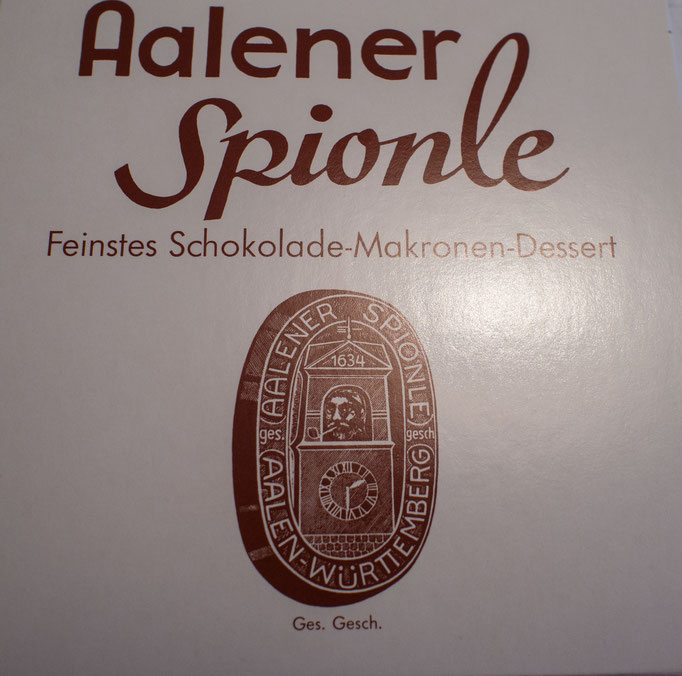 Aalener
Spionle
Feinstes Schokolade-Makronen-Dessert
AALENER SPIONLE
1634
ges. gesch
AALEN-WÜRTTEMBERG
Ges. Gesch.